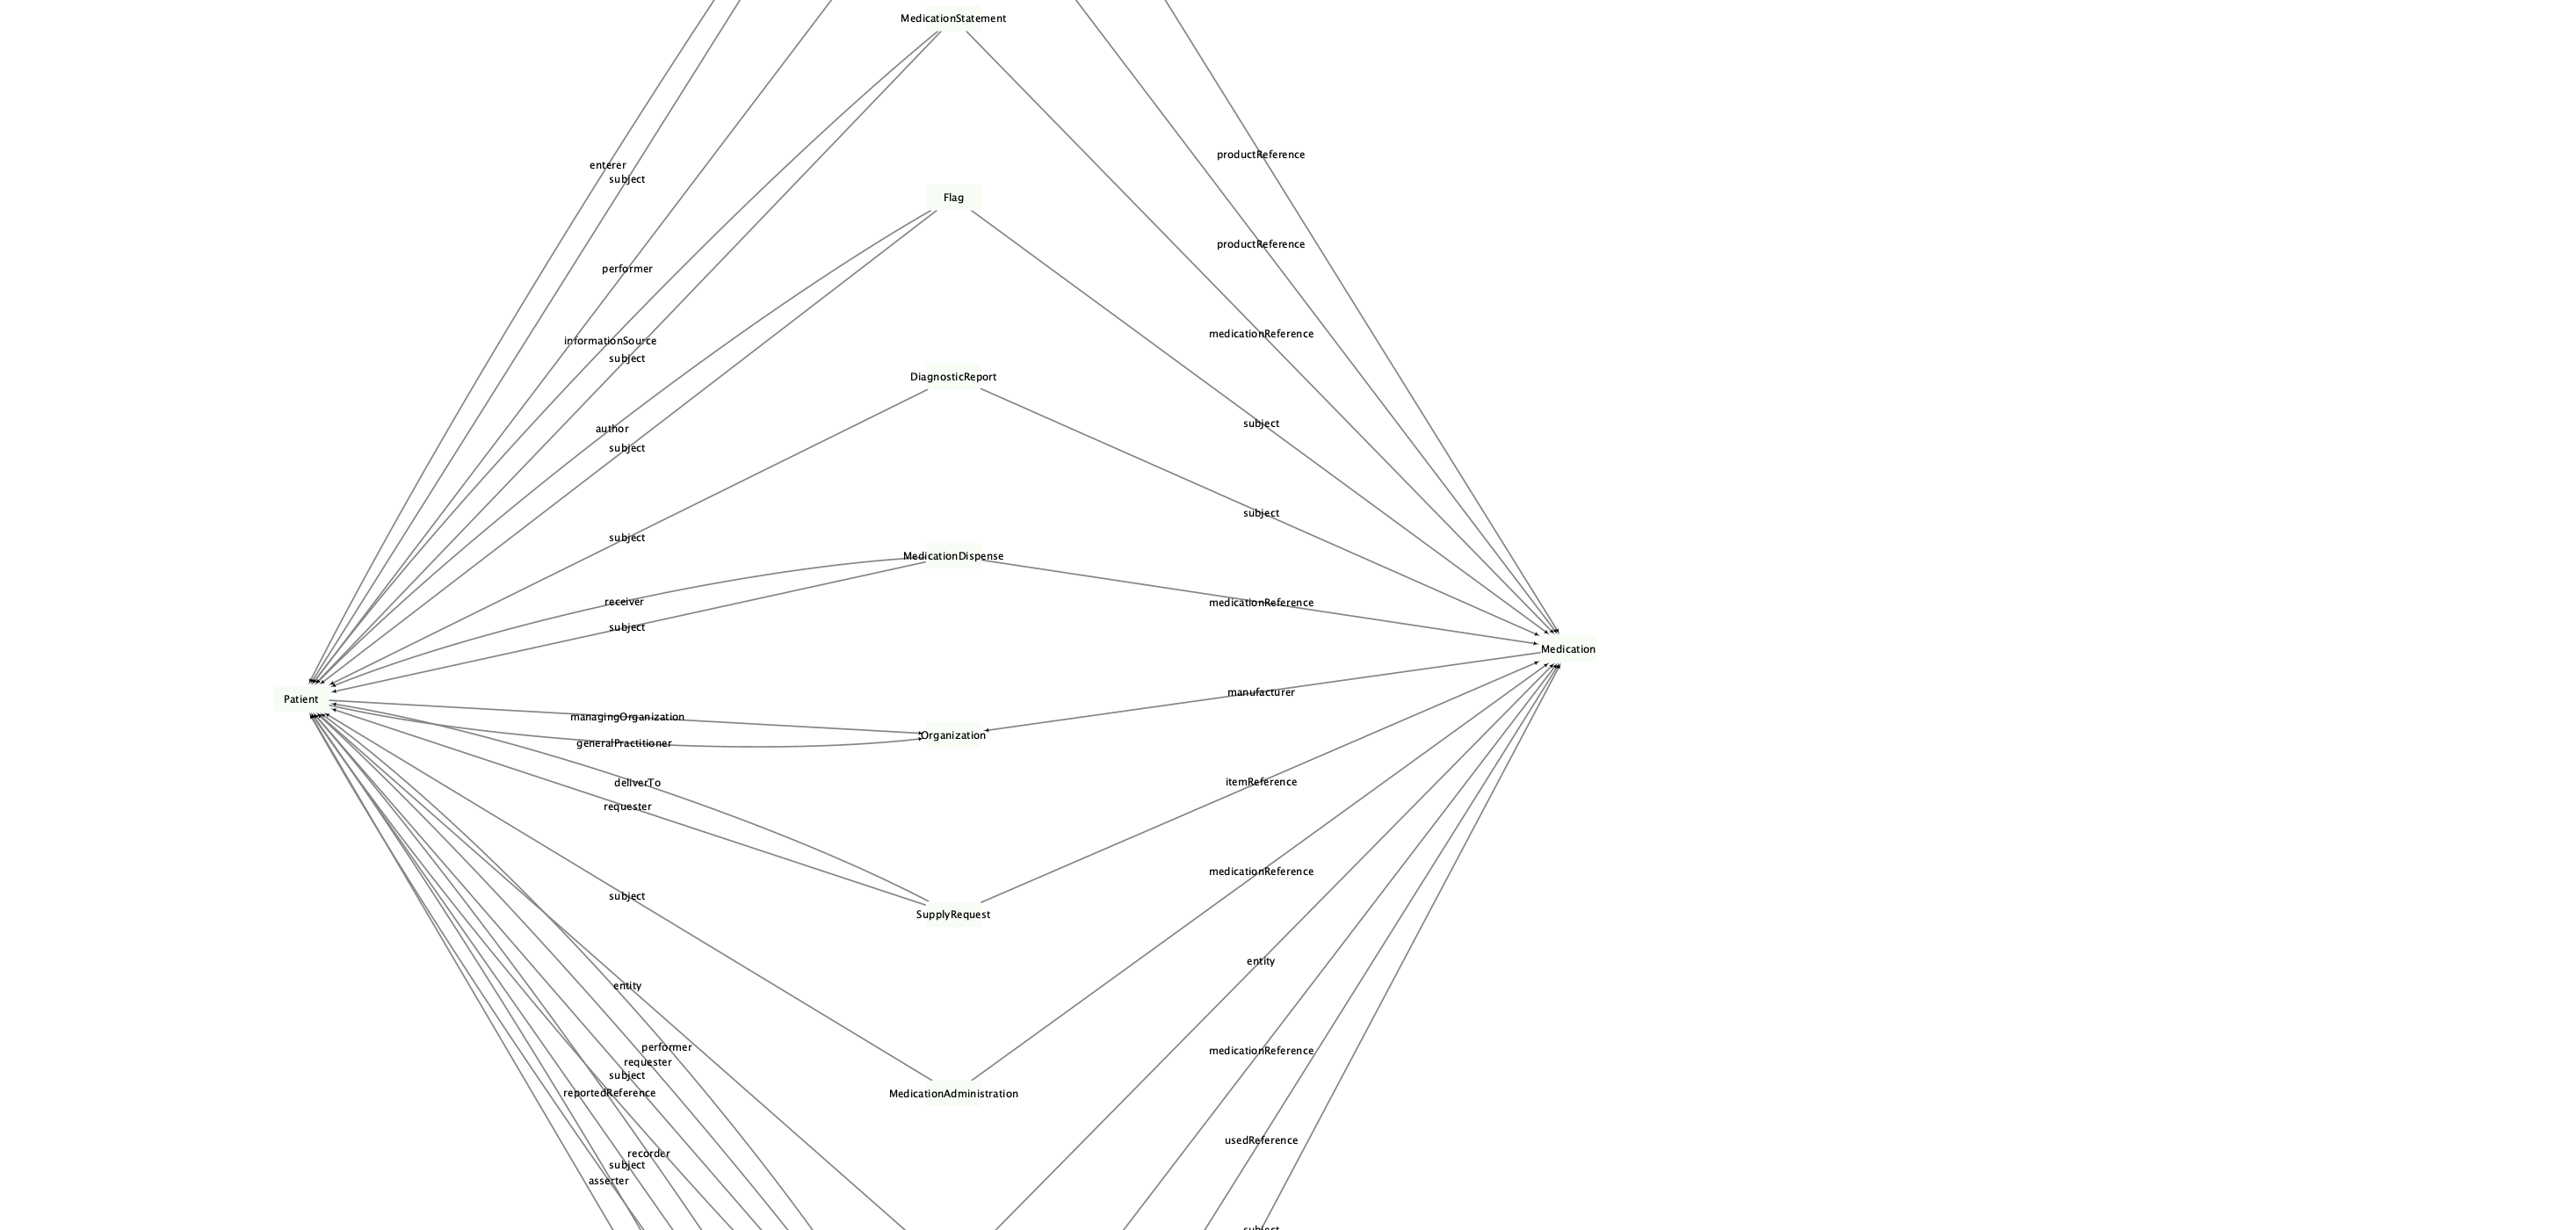 MedicationStatement
productReference
enterer
subject
Flag
productReference
performer
medicationReference
informationSource
subject
DiagnosticReport
subject
author
subject
subject
subject
MedicationDispense
receiver
medicationReference
subject
Medication
manufacturer
Patient
managingOrganization
Organization
generalPractitioner
deliverTo
itemReference
requester
medicationReference
subject
SupplyRequest
entity
entity
performer
medicationReference
requester
subject
reportedReference
MedicationAdministration
usedReference
recorder
subject
asserter
subject